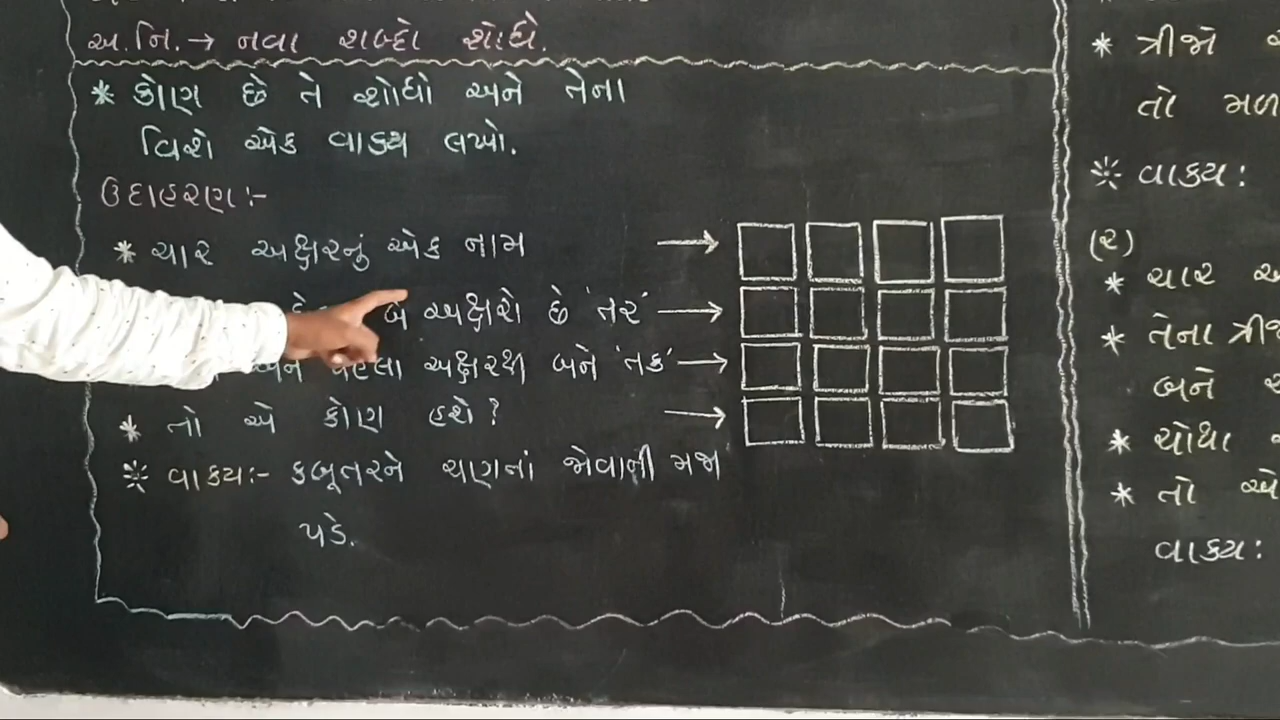 અ.નિ.→ નવા શબ્દો શોધે.
* કોણ છે તે શોધો અને તેના
વિશે એક વાક્ય લખો.
ઉદાહરણ:-
* ચાર અક્ષરનું એક નામ →
બે અક્ષરો છે 'તર' →
અને પહેલા અક્ષરથી બને 'તક' →
* તો એ કોણ હશે? →
* વાક્ય:- કબૂતરને ચણનાં જોવાની મજા
પડે.
* ત્રીજો
તો મળ
* વાક્ય:
(૨)
* ચાર
* તેના
બને
* ચોથા
* તો
વાક્ય: